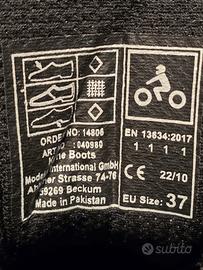 ORDER NO: 14806
ART NO: 040980
Boots
International GmbH
Strasse 74-76
59269 Beckum
Made in Pakistan
EN 13634:2017
1 1 1 1
CE 22/10
EU Size: 37
subito